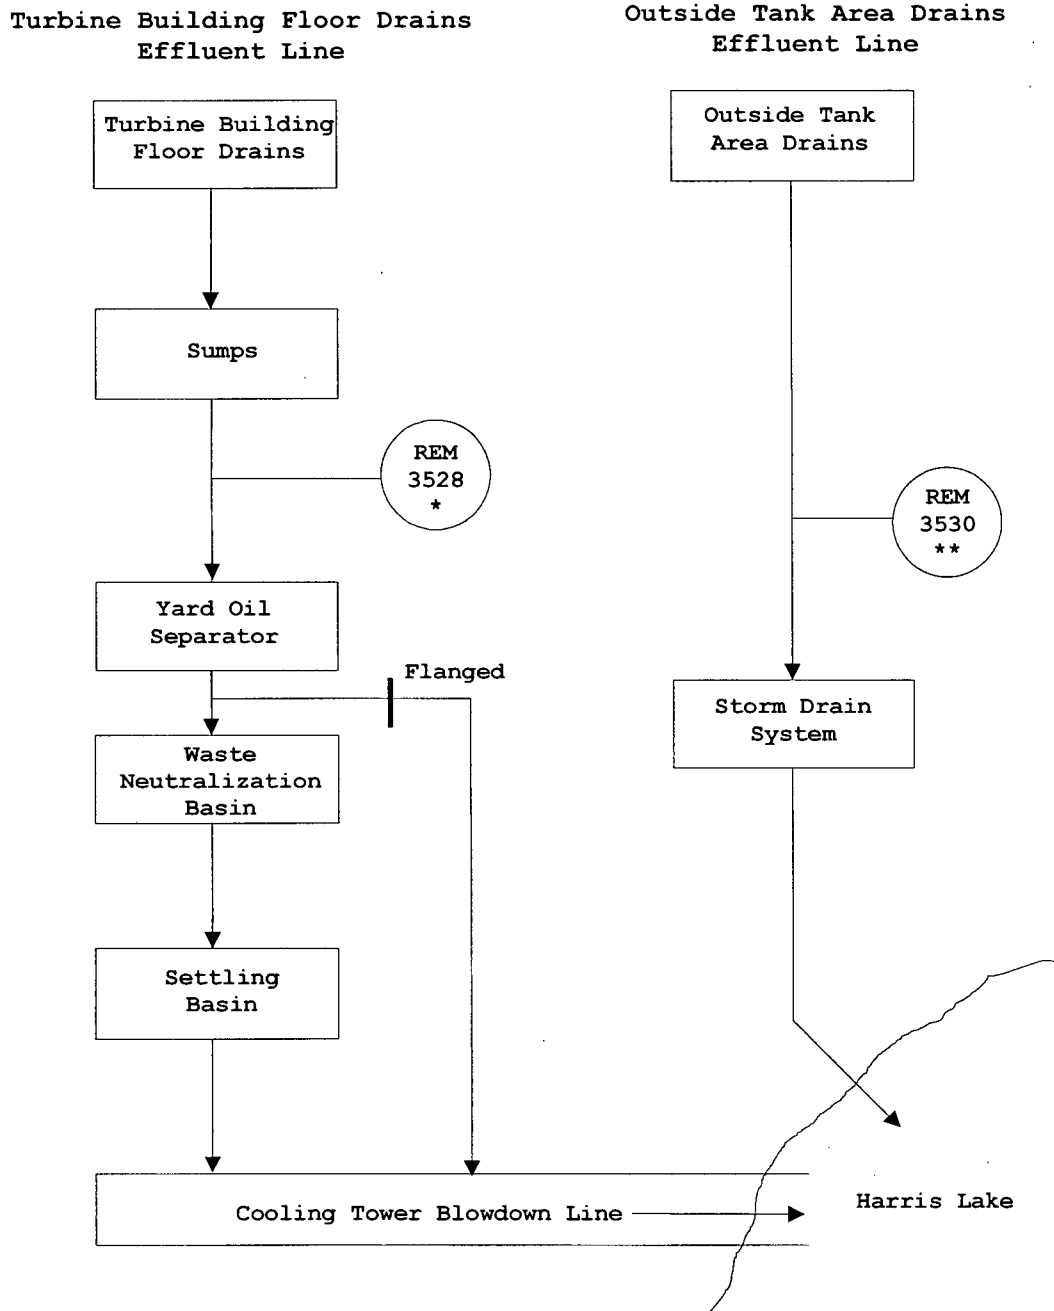 Turbine Building Floor Drains
Effluent Line
Outside Tank Area Drains
Effluent Line
Turbine Building
Floor Drains
Outside Tank
Area Drains
Sumps
REM
3528
*
REM
3530
**
Yard Oil
Separator
Flanged
Storm Drain
System
Waste
Neutralization
Basin
Settling
Basin
Harris Lake
Cooling Tower Blowdown Line